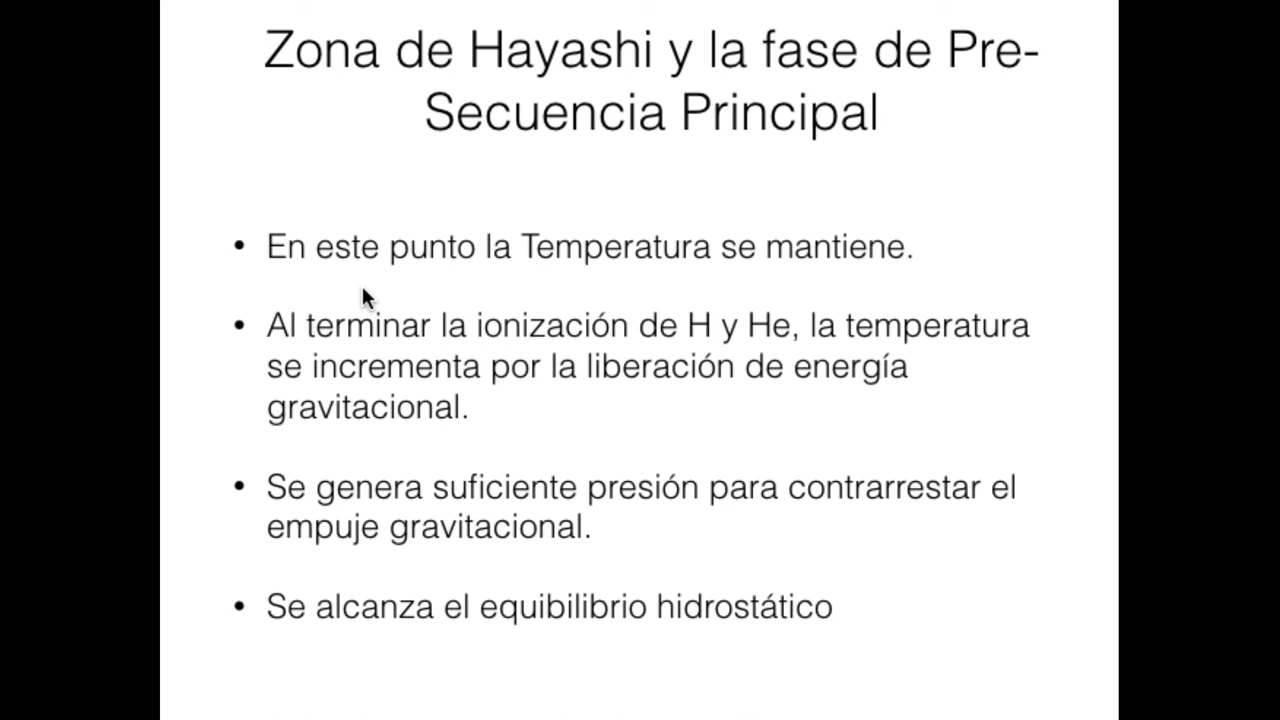 Zona de Hayashi y la fase de Pre-
Secuencia Principal
• En este punto la Temperatura se mantiene.
• Al terminar la ionización de H y He, la temperatura
se incrementa por la liberación de energía
gravitacional.
• Se genera suficiente presión para contrarrestar el
empuje gravitacional.
• Se alcanza el equibilibrio hidrostático